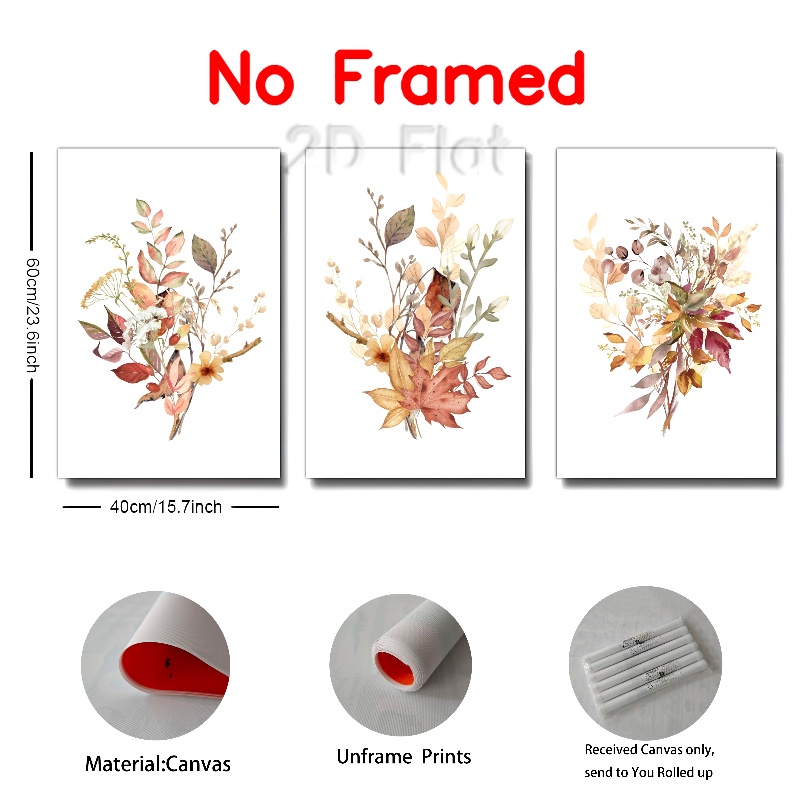 No Framed
2D Flat
60cm/23.6inch
40cm/15.7inch
Material:Canvas
Unframe Prints
Received Canvas only,
send to You Rolled up